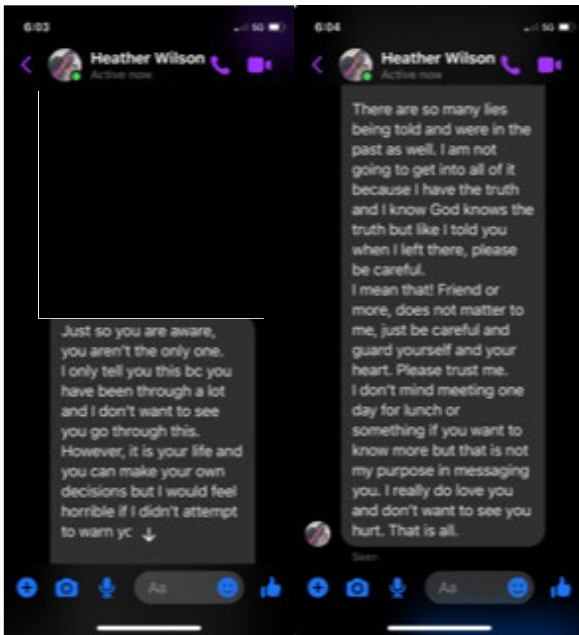 6:03
5G
Heather Wilson
Active now
Just so you are aware,
you aren't the only one.
I only tell you this bc you
have been through a lot
and I don't want to see
you go through this.
However, it is your life and
you can make your own
decisions but I would feel
horrible if I didn't attempt
to warn yc
Aa
6:04
5G
Heather Wilson
Active now
There are so many lies
being told and were in the
past as well. I am not
going to get into all of it
because I have the truth
and I know God knows the
truth but like I told you
when I left there, please
be careful.
I mean that! Friend or
more, does not matter to
me, just be careful and
guard yourself and your
heart. Please trust me.
I don't mind meeting one
day for lunch or
something if you want to
know more but that is not
my purpose in messaging
you. I really do love you
and don't want to see you
hurt. That is all.
Seen
Aa